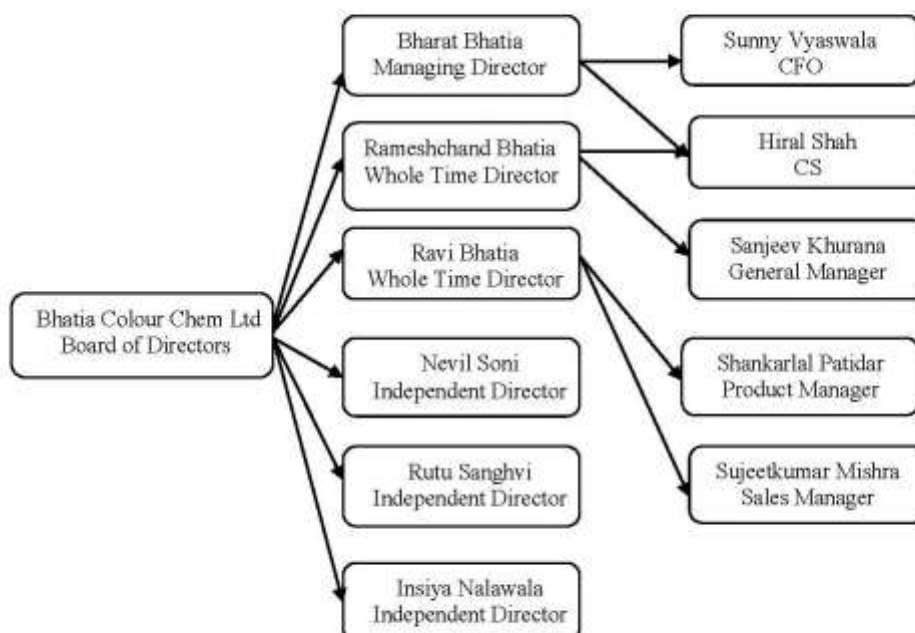 Bharat Bhatia
Managing Director
Sunny Vyaswala
CFO
Rameshchand Bhatia
Whole Time Director
Hiral Shah
CS
Ravi Bhatia
Whole Time Director
Sanjeev Khurana
General Manager
Bhatia Colour Chem Ltd
Board of Directors
Nevil Soni
Independent Director
Shankarlal Patidar
Product Manager
Rutu Sanghvi
Independent Director
Sujeetkumar Mishra
Sales Manager
Insiya Nalawala
Independent Director